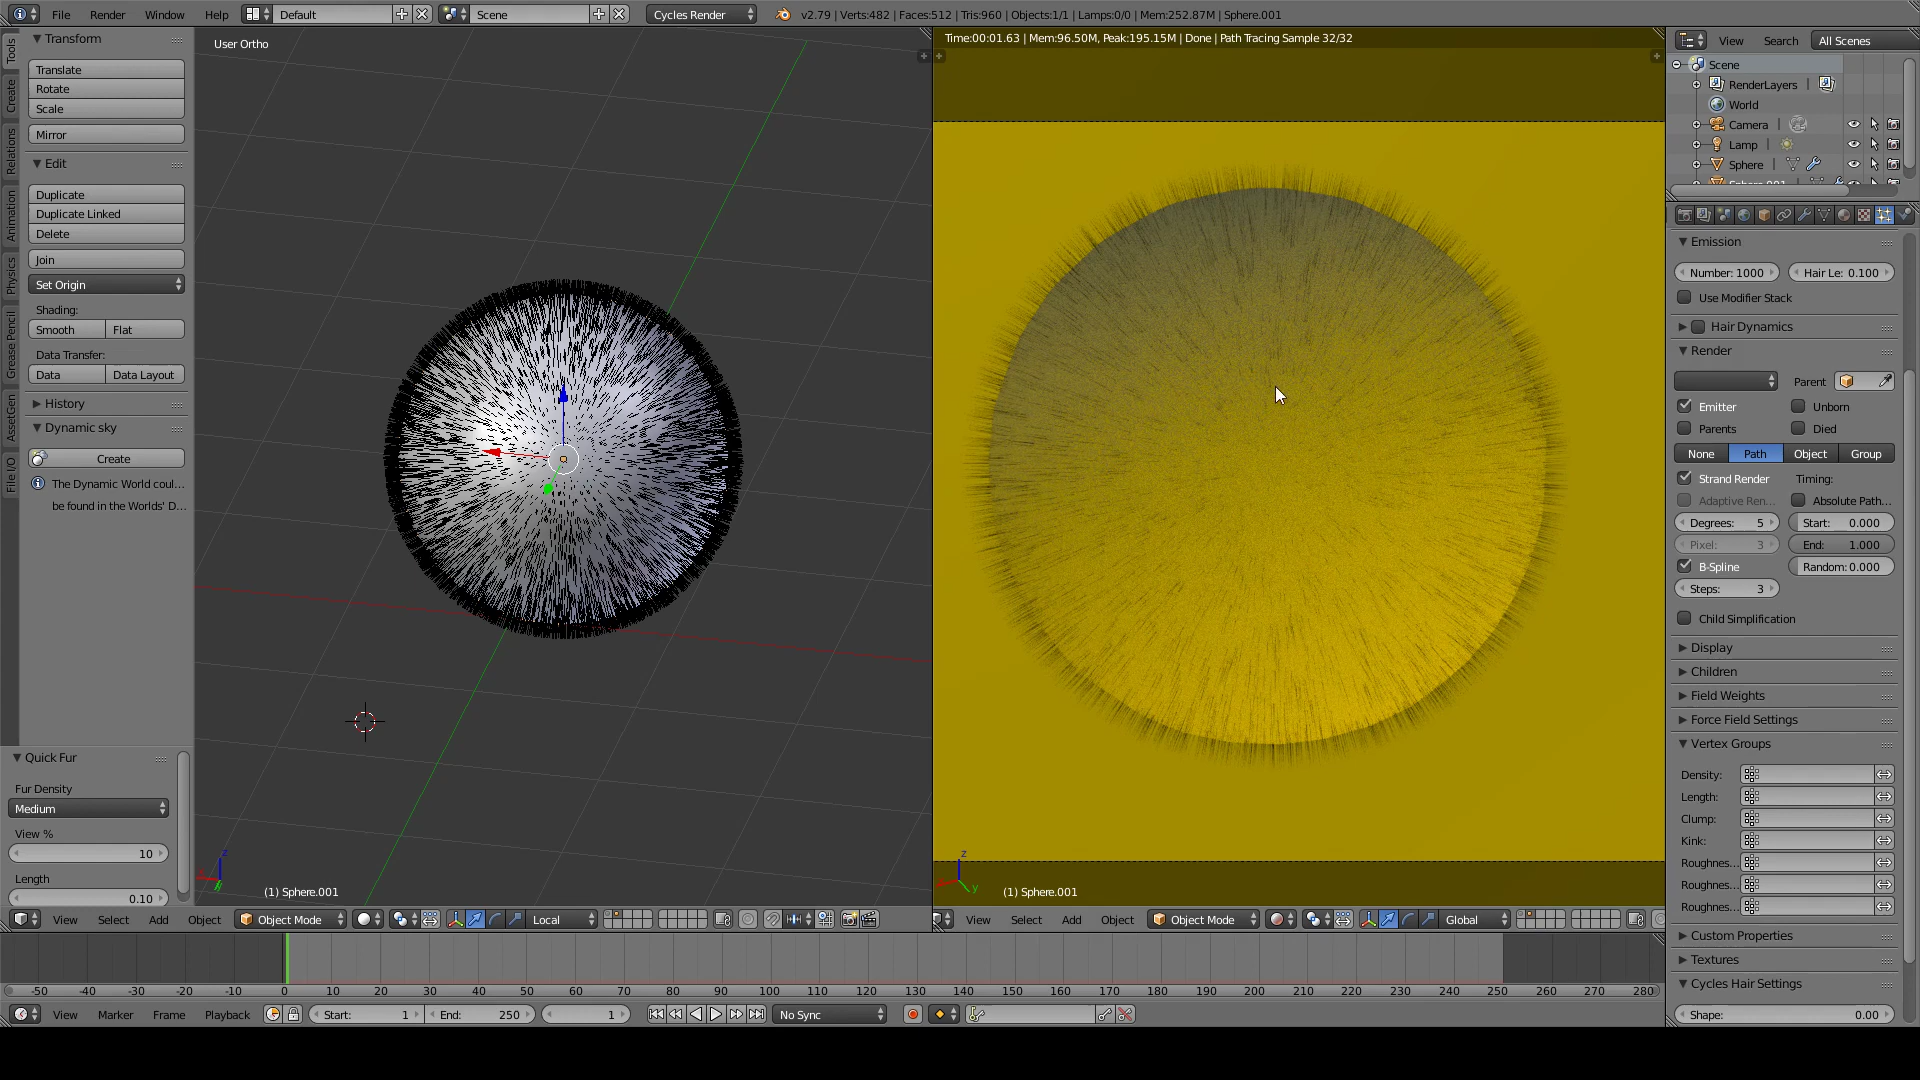 File Render Window Help Default Scene Cycles Render v2.79 | Verts:482 | Faces:512 | Tris:960 | Objects:1/1 | Lamps:0/0 | Mem:252.87M | Sphere.001
Tools
Create
Relations
Animation
Physics
Grease Pencil
AssetGen
File I/O
Transform
Translate
Rotate
Scale
Mirror
Edit
Duplicate
Duplicate Linked
Delete
Join
Set Origin
Shading:
Smooth Flat
Data Transfer:
Data Data Layout
History
Dynamic sky
Create
The Dynamic World coul...
be found in the Worlds' D...
Quick Fur
Fur Density
Medium
View %
10
Length
0.10
User Ortho
z
(1) Sphere.001
View Select Add Object Object Mode Local
Time:00:01.63 | Mem:96.50M, Peak:195.15M | Done | Path Tracing Sample 32/32
z
y
(1) Sphere.001
View Select Add Object Object Mode Global
View Search All Scenes
Scene
RenderLayers |
World
Camera |
Lamp |
Sphere |
Emission
Number: 1000 Hair Le: 0.100
Use Modifier Stack
Hair Dynamics
Render
Parent
Emitter Unborn
Parents Died
None Path Object Group
Strand Render Timing:
Adaptive Ren... Absolute Path...
Degrees: 5 Start: 0.000
Pixel: 3 End: 1.000
B-Spline Random: 0.000
Steps: 3
Child Simplification
Display
Children
Field Weights
Force Field Settings
Vertex Groups
Density:
Length:
Clump:
Kink:
Roughnes...
Roughnes...
Roughnes...
Custom Properties
Textures
Cycles Hair Settings
Shape: 0.00
-50 -40 -30 -20 -10 0 10 20 30 40 50 60 70 80 90 100 110 120 130 140 150 160 170 180 190 200 210 220 230 240 250 260 270 280
View Marker Frame Playback Start: 1 End: 250 1 No Sync